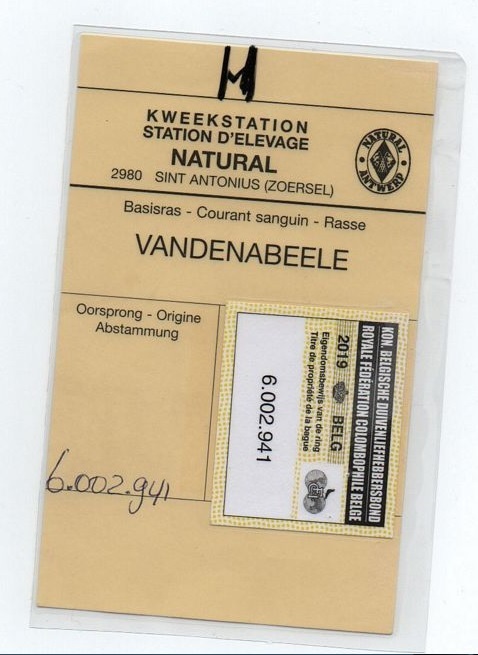 M
KWEEKSTATION
STATION D'ELEVAGE
NATURAL
2980 SINT ANTONIUS (ZOERSEL)
NATURAL
ANTWERP
Basisras - Courant sanguin - Rasse
VANDENABEELE
Oorsprong - Origine
Abstammung
6.002.941
KON. BELGISCHE DUIVENLIEFHEBBERSBOND
ROYALE FÉDÉRATION COLOMBOPHILE BELGE
2019 BELG
Eigendomsbewijs van de ring
Titre de propriété de la bague
6.002.941